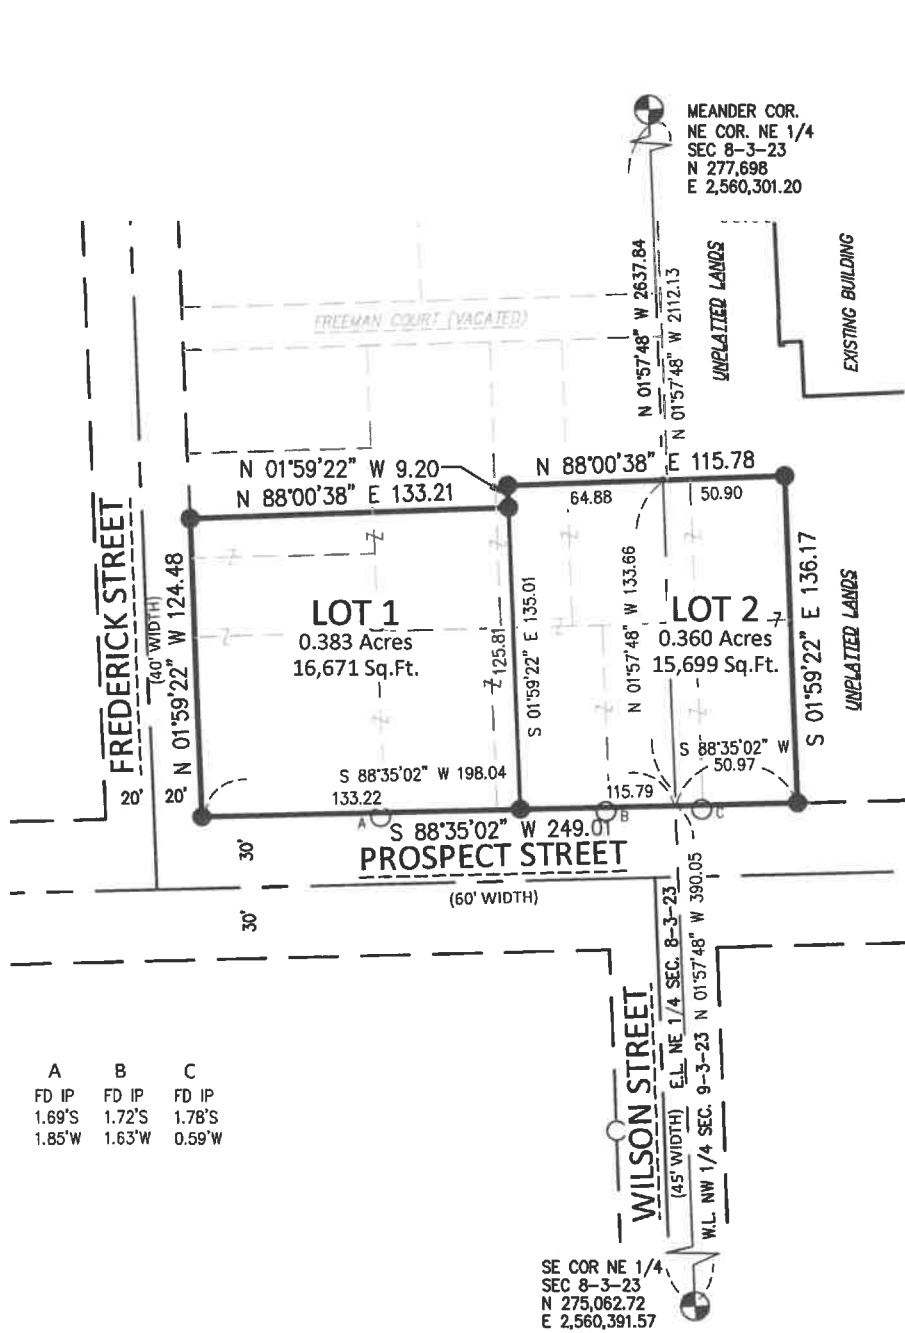 MEANDER COR.
NE COR. NE 1/4
SEC 8-3-23
N 277,698
E 2,560,301.20
N 01°57'48" W 2637.84
N 01°57'48" W 2112.13
UNPLATTED LANDS
EXISTING BUILDING
FREEMAN COURT (VACATED)
N 01°59'22" W 9.20
N 88°00'38" E 133.21
N 88°00'38" E 115.78
64.88
50.90
FREDERICK STREET
(40' WIDTH)
N 01°59'22" W 124.48
LOT 1
0.383 Acres
16,671 Sq.Ft.
125.81
S 01°59'22" E 135.01
N 01°57'48" W 133.66
LOT 2
0.360 Acres
15,699 Sq.Ft.
S 01°59'22" E 136.17
UNPLATTED LANDS
S 88°35'02" W
50.97
S 88°35'02" W 198.04
133.22
115.79
20'
20'
A
B
C
S 88°35'02" W 249.01
PROSPECT STREET
(60' WIDTH)
30'
30'
WILSON STREET
(45' WIDTH)
E.L. NE 1/4 SEC. 8-3-23
W.L. NW 1/4 SEC. 9-3-23
N 01°57'48" W 390.05
A B C
FD IP FD IP FD IP
1.69'S 1.72'S 1.78'S
1.85'W 1.63'W 0.59'W
SE COR NE 1/4
SEC 8-3-23
N 275,062.72
E 2,560,391.57